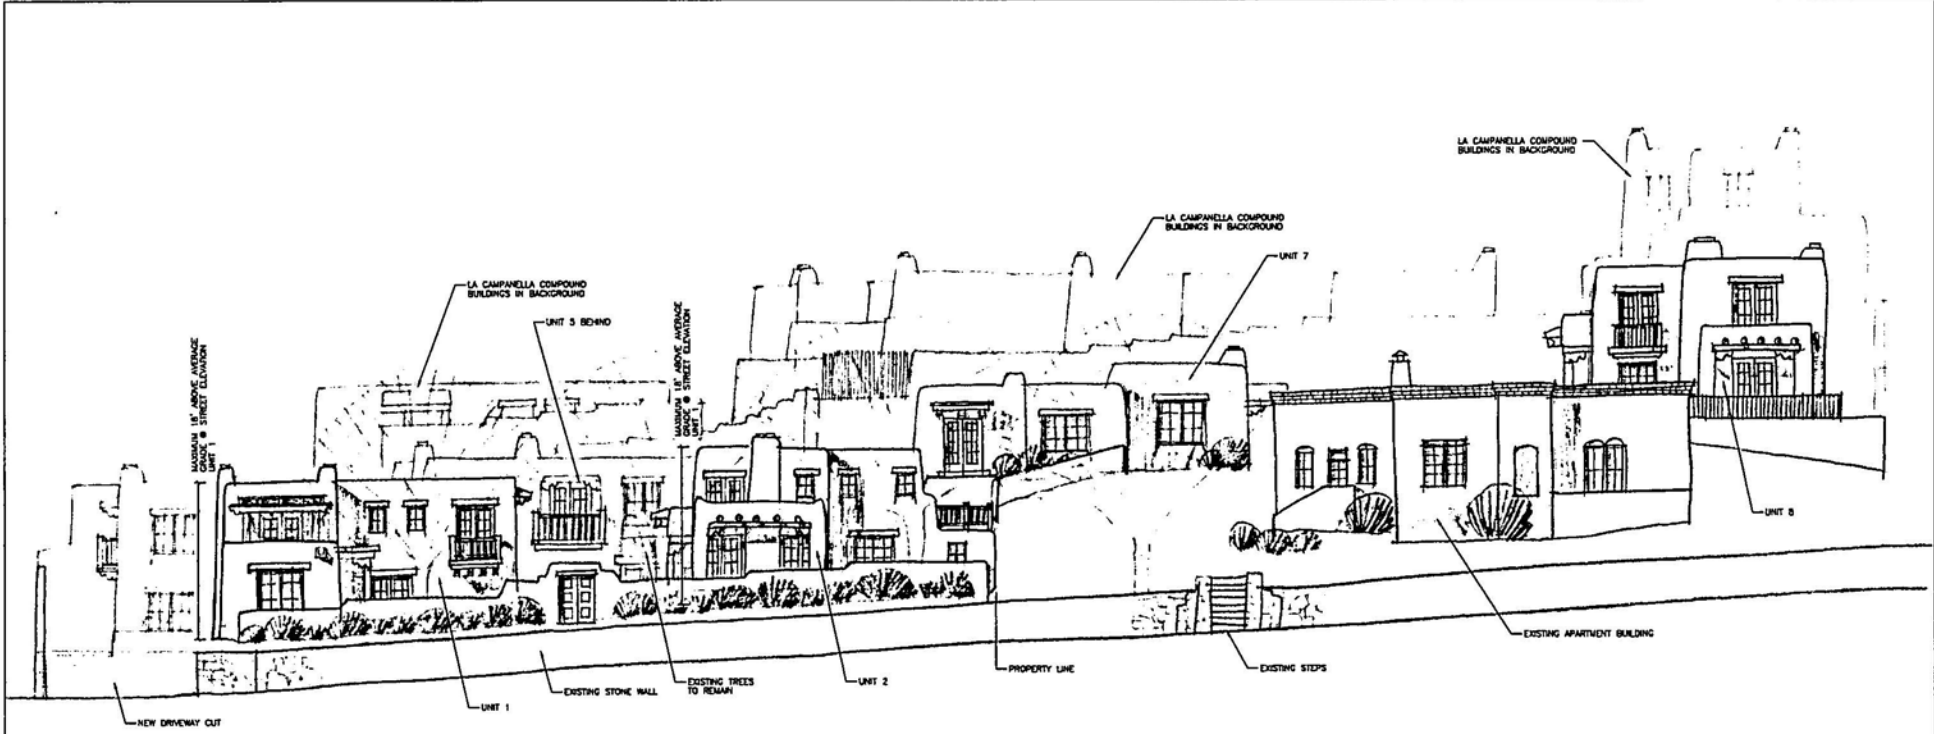 LA CAMPANELLA COMPOUND
BUILDINGS IN BACKGROUND
LA CAMPANELLA COMPOUND
BUILDINGS IN BACKGROUND
UNIT 7
LA CAMPANELLA COMPOUND
BUILDINGS IN BACKGROUND
UNIT 5 BEHIND
MAXIMUM 18' ABOVE AVERAGE
GRADE @ STREET ELEVATION
UNIT 1
MAXIMUM 18' ABOVE AVERAGE
GRADE @ STREET ELEVATION
UNIT 1
UNIT 8
EXISTING APARTMENT BUILDING
EXISTING STEPS
PROPERTY LINE
EXISTING TREES
TO REMAIN
UNIT 2
EXISTING STONE WALL
UNIT 1
NEW DRIVEWAY CUT